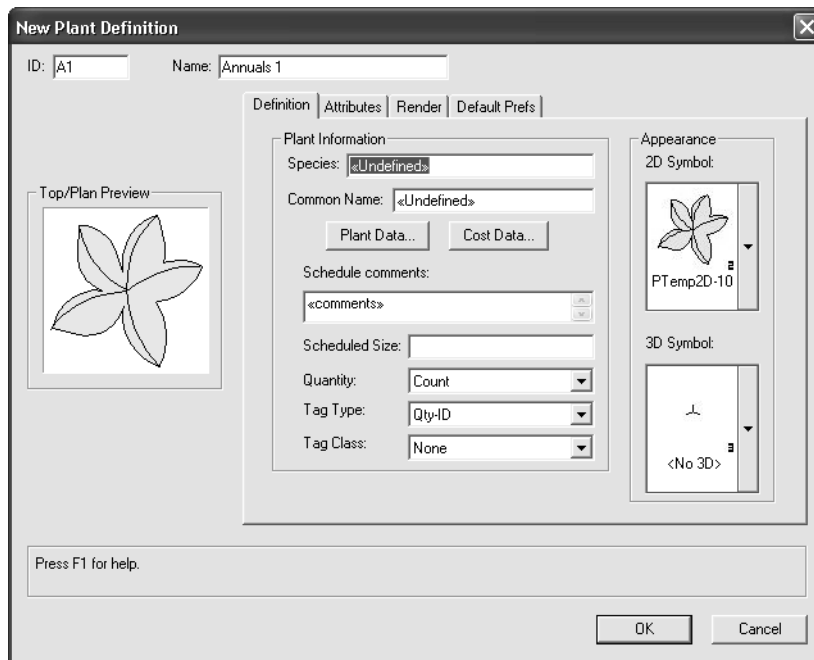 New Plant Definition
ID: A1 Name: Annuals 1
Definition Attributes Render Default Prefs
Plant Information
Species: «Undefined»
Common Name: «Undefined»
Plant Data... Cost Data...
Schedule comments:
«comments»
Scheduled Size:
Quantity: Count
Tag Type: Qty-ID
Tag Class: None
Appearance
2D Symbol:
2
PTemp2D-10
3D Symbol:
3
<No 3D>
Top/Plan Preview
Press F1 for help.
OK Cancel